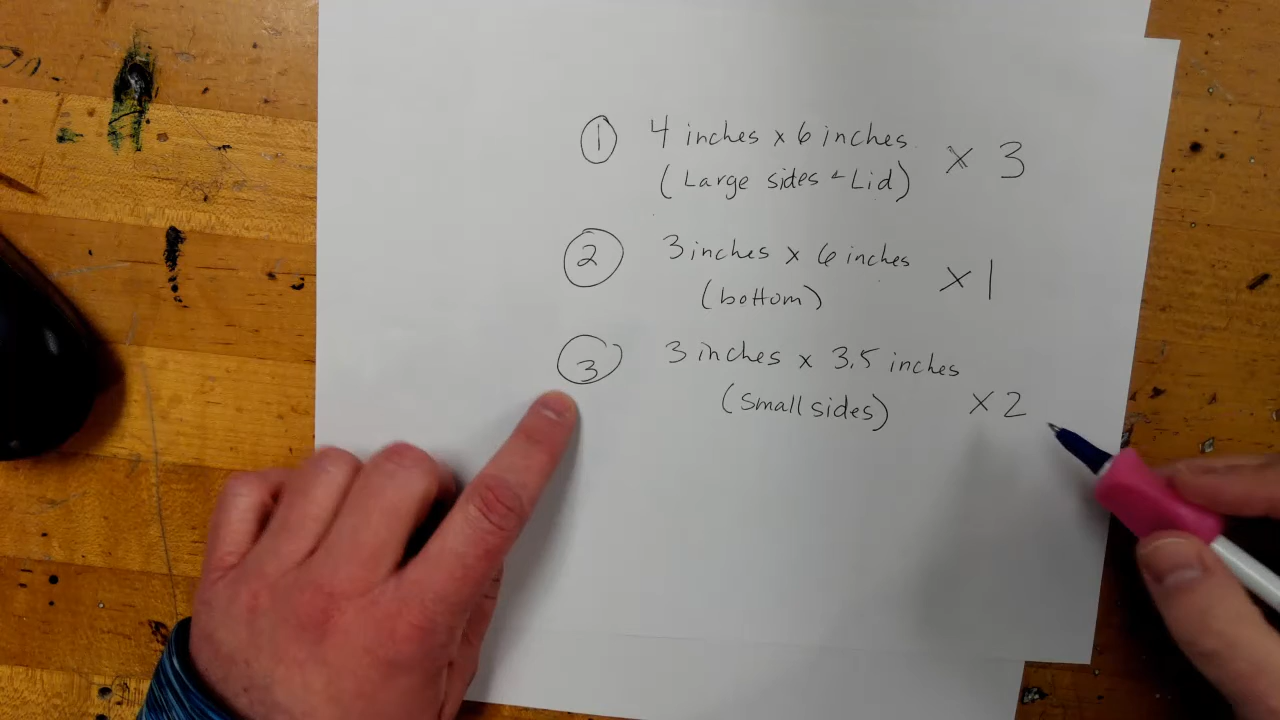 1 4 inches x 6 inches x 3
(Large sides + Lid)
2 3 inches x 6 inches x 1
(bottom)
3 3 inches x 3.5 inches
(Small sides) x 2